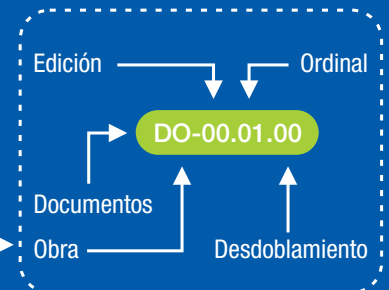 Edición Ordinal
DO-00.01.00
Documentos
Obra Desdoblamiento